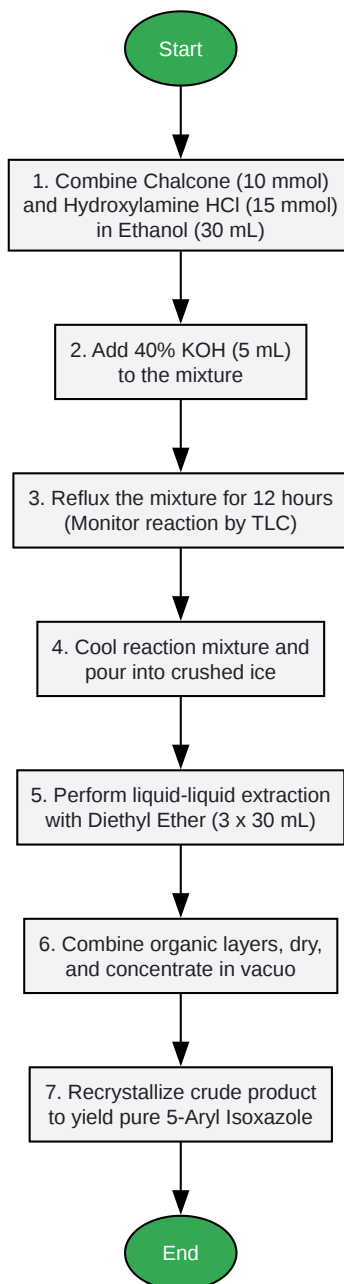 Start
1. Combine Chalcone (10 mmol)
and Hydroxylamine HCl (15 mmol)
in Ethanol (30 mL)
2. Add 40% KOH (5 mL)
to the mixture
3. Reflux the mixture for 12 hours
(Monitor reaction by TLC)
4. Cool reaction mixture and
pour into crushed ice
5. Perform liquid-liquid extraction
with Diethyl Ether (3 x 30 mL)
6. Combine organic layers, dry,
and concentrate in vacuo
7. Recrystallize crude product
to yield pure 5-Aryl Isoxazole
End